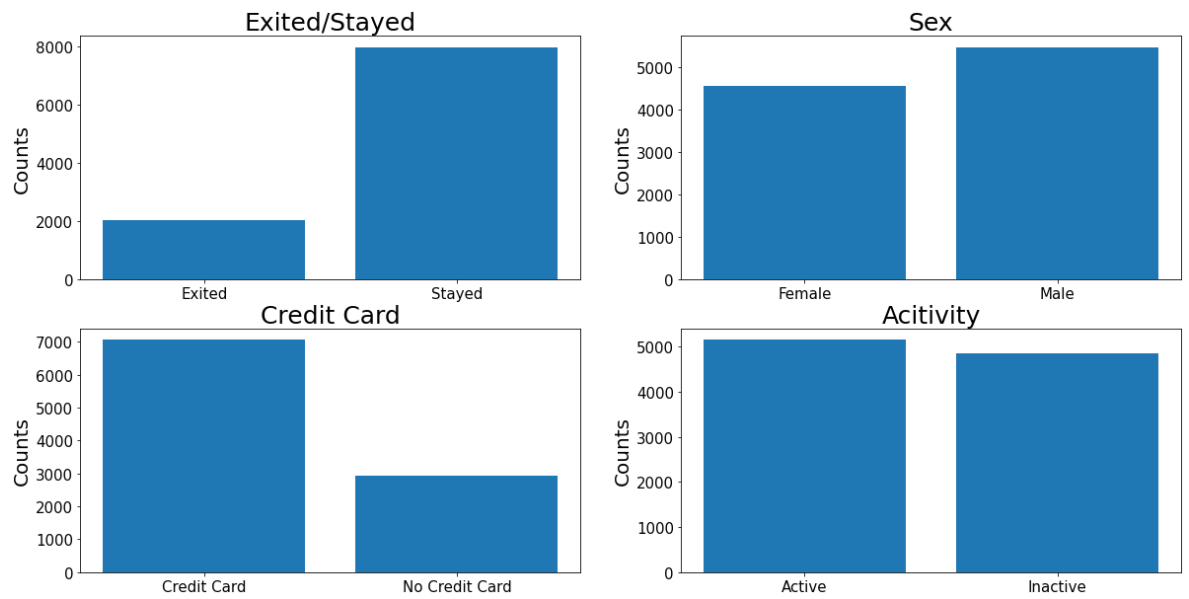 Exited/Stayed
Counts
8000
6000
4000
2000
0
Exited Stayed
Sex
Counts
5000
4000
3000
2000
1000
0
Female Male
Credit Card
Counts
7000
6000
5000
4000
3000
2000
1000
0
Credit Card No Credit Card
Acitivity
Counts
5000
4000
3000
2000
1000
0
Active Inactive